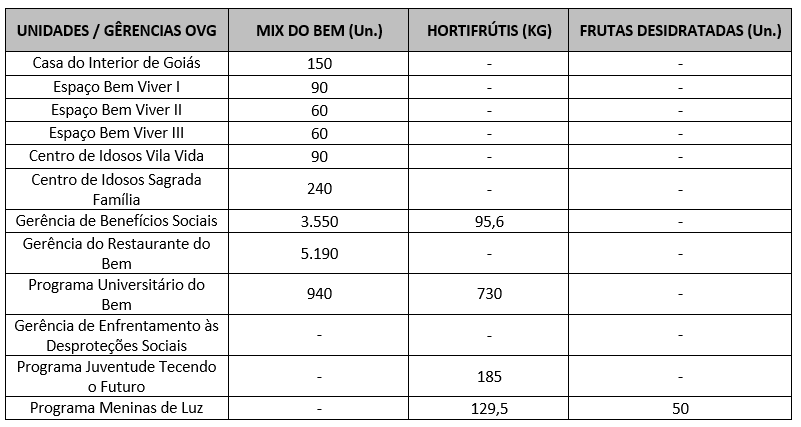 UNIDADES / GÊRENCIAS OVG MIX DO BEM (Un.) HORTIFRÚTIS (KG) FRUTAS DESIDRATADAS (Un.)
Casa do Interior de Goiás 150 - -
Espaço Bem Viver I 90 - -
Espaço Bem Viver II 60 - -
Espaço Bem Viver III 60 - -
Centro de Idosos Vila Vida 90 - -
Centro de Idosos Sagrada
Família 240 - -
Gerência de Benefícios Sociais 3.550 95,6 -
Gerência do Restaurante do
Bem 5.190 - -
Programa Universitário do
Bem 940 730 -
Gerência de Enfrentamento às
Desproteções Sociais - - -
Programa Juventude Tecendo
o Futuro - 185 -
Programa Meninas de Luz - 129,5 50